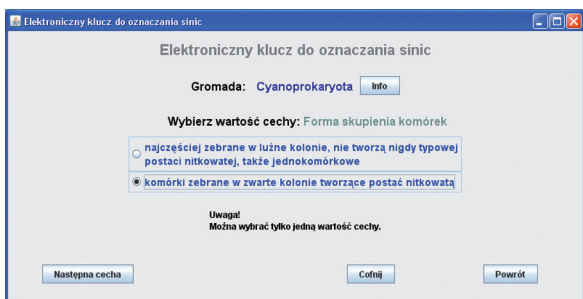 Elektroniczny klucz do oznaczania sinic
Elektroniczny klucz do oznaczania sinic
Gromada: Cyanoprokaryota Info
Wybierz wartość cechy: Forma skupienia komórek
najczęściej zebrane w luźne kolonie, nie tworzą nigdy typowej
postaci nitkowatej, także jednokomórkowe
komórki zebrane w zwarte kolonie tworzące postać nitkowatą
Uwaga!
Można wybrać tylko jedną wartość cechy.
Następna cecha Cofnij Powrót